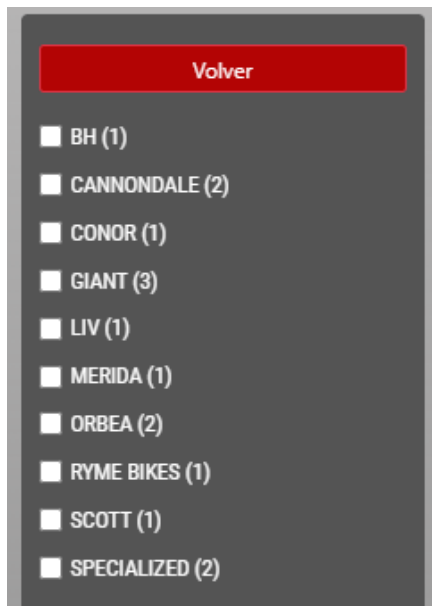 Volver
BH (1)
CANNONDALE (2)
CONOR (1)
GIANT (3)
LIV (1)
MERIDA (1)
ORBEA (2)
RYME BIKES (1)
SCOTT (1)
SPECIALIZED (2)